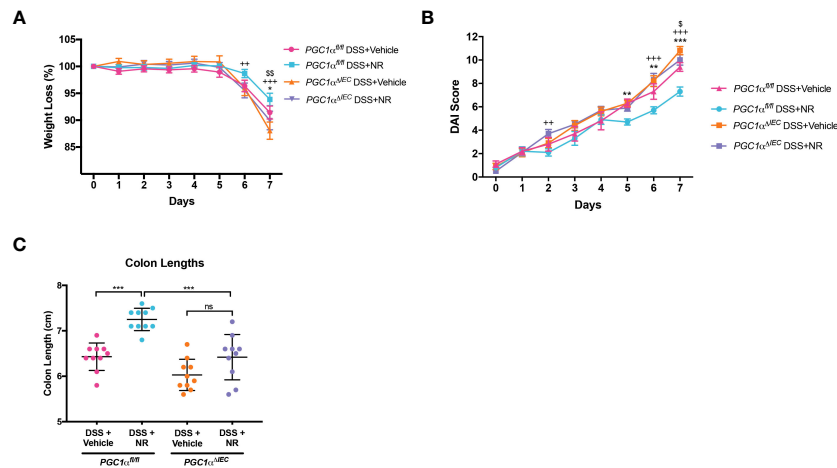 A
105
100
95
90
85
Weight Loss (%)
0 1 2 3 4 5 6 7
Days
++
$$
+++
*
PGC1α^fl/fl DSS+Vehicle
PGC1α^fl/fl DSS+NR
PGC1α^ΔIEC DSS+Vehicle
PGC1α^ΔIEC DSS+NR
B
12
10
8
6
4
2
0
DAI Score
0 1 2 3 4 5 6 7
Days
++
**
+++
**
$
+++
***
PGC1α^fl/fl DSS+Vehicle
PGC1α^fl/fl DSS+NR
PGC1α^ΔIEC DSS+Vehicle
PGC1α^ΔIEC DSS+NR
C
Colon Lengths
8
7
6
5
Colon Length (cm)
*** ***
ns
DSS + DSS + DSS + DSS +
Vehicle NR Vehicle NR
PGC1α^fl/fl PGC1α^ΔIEC